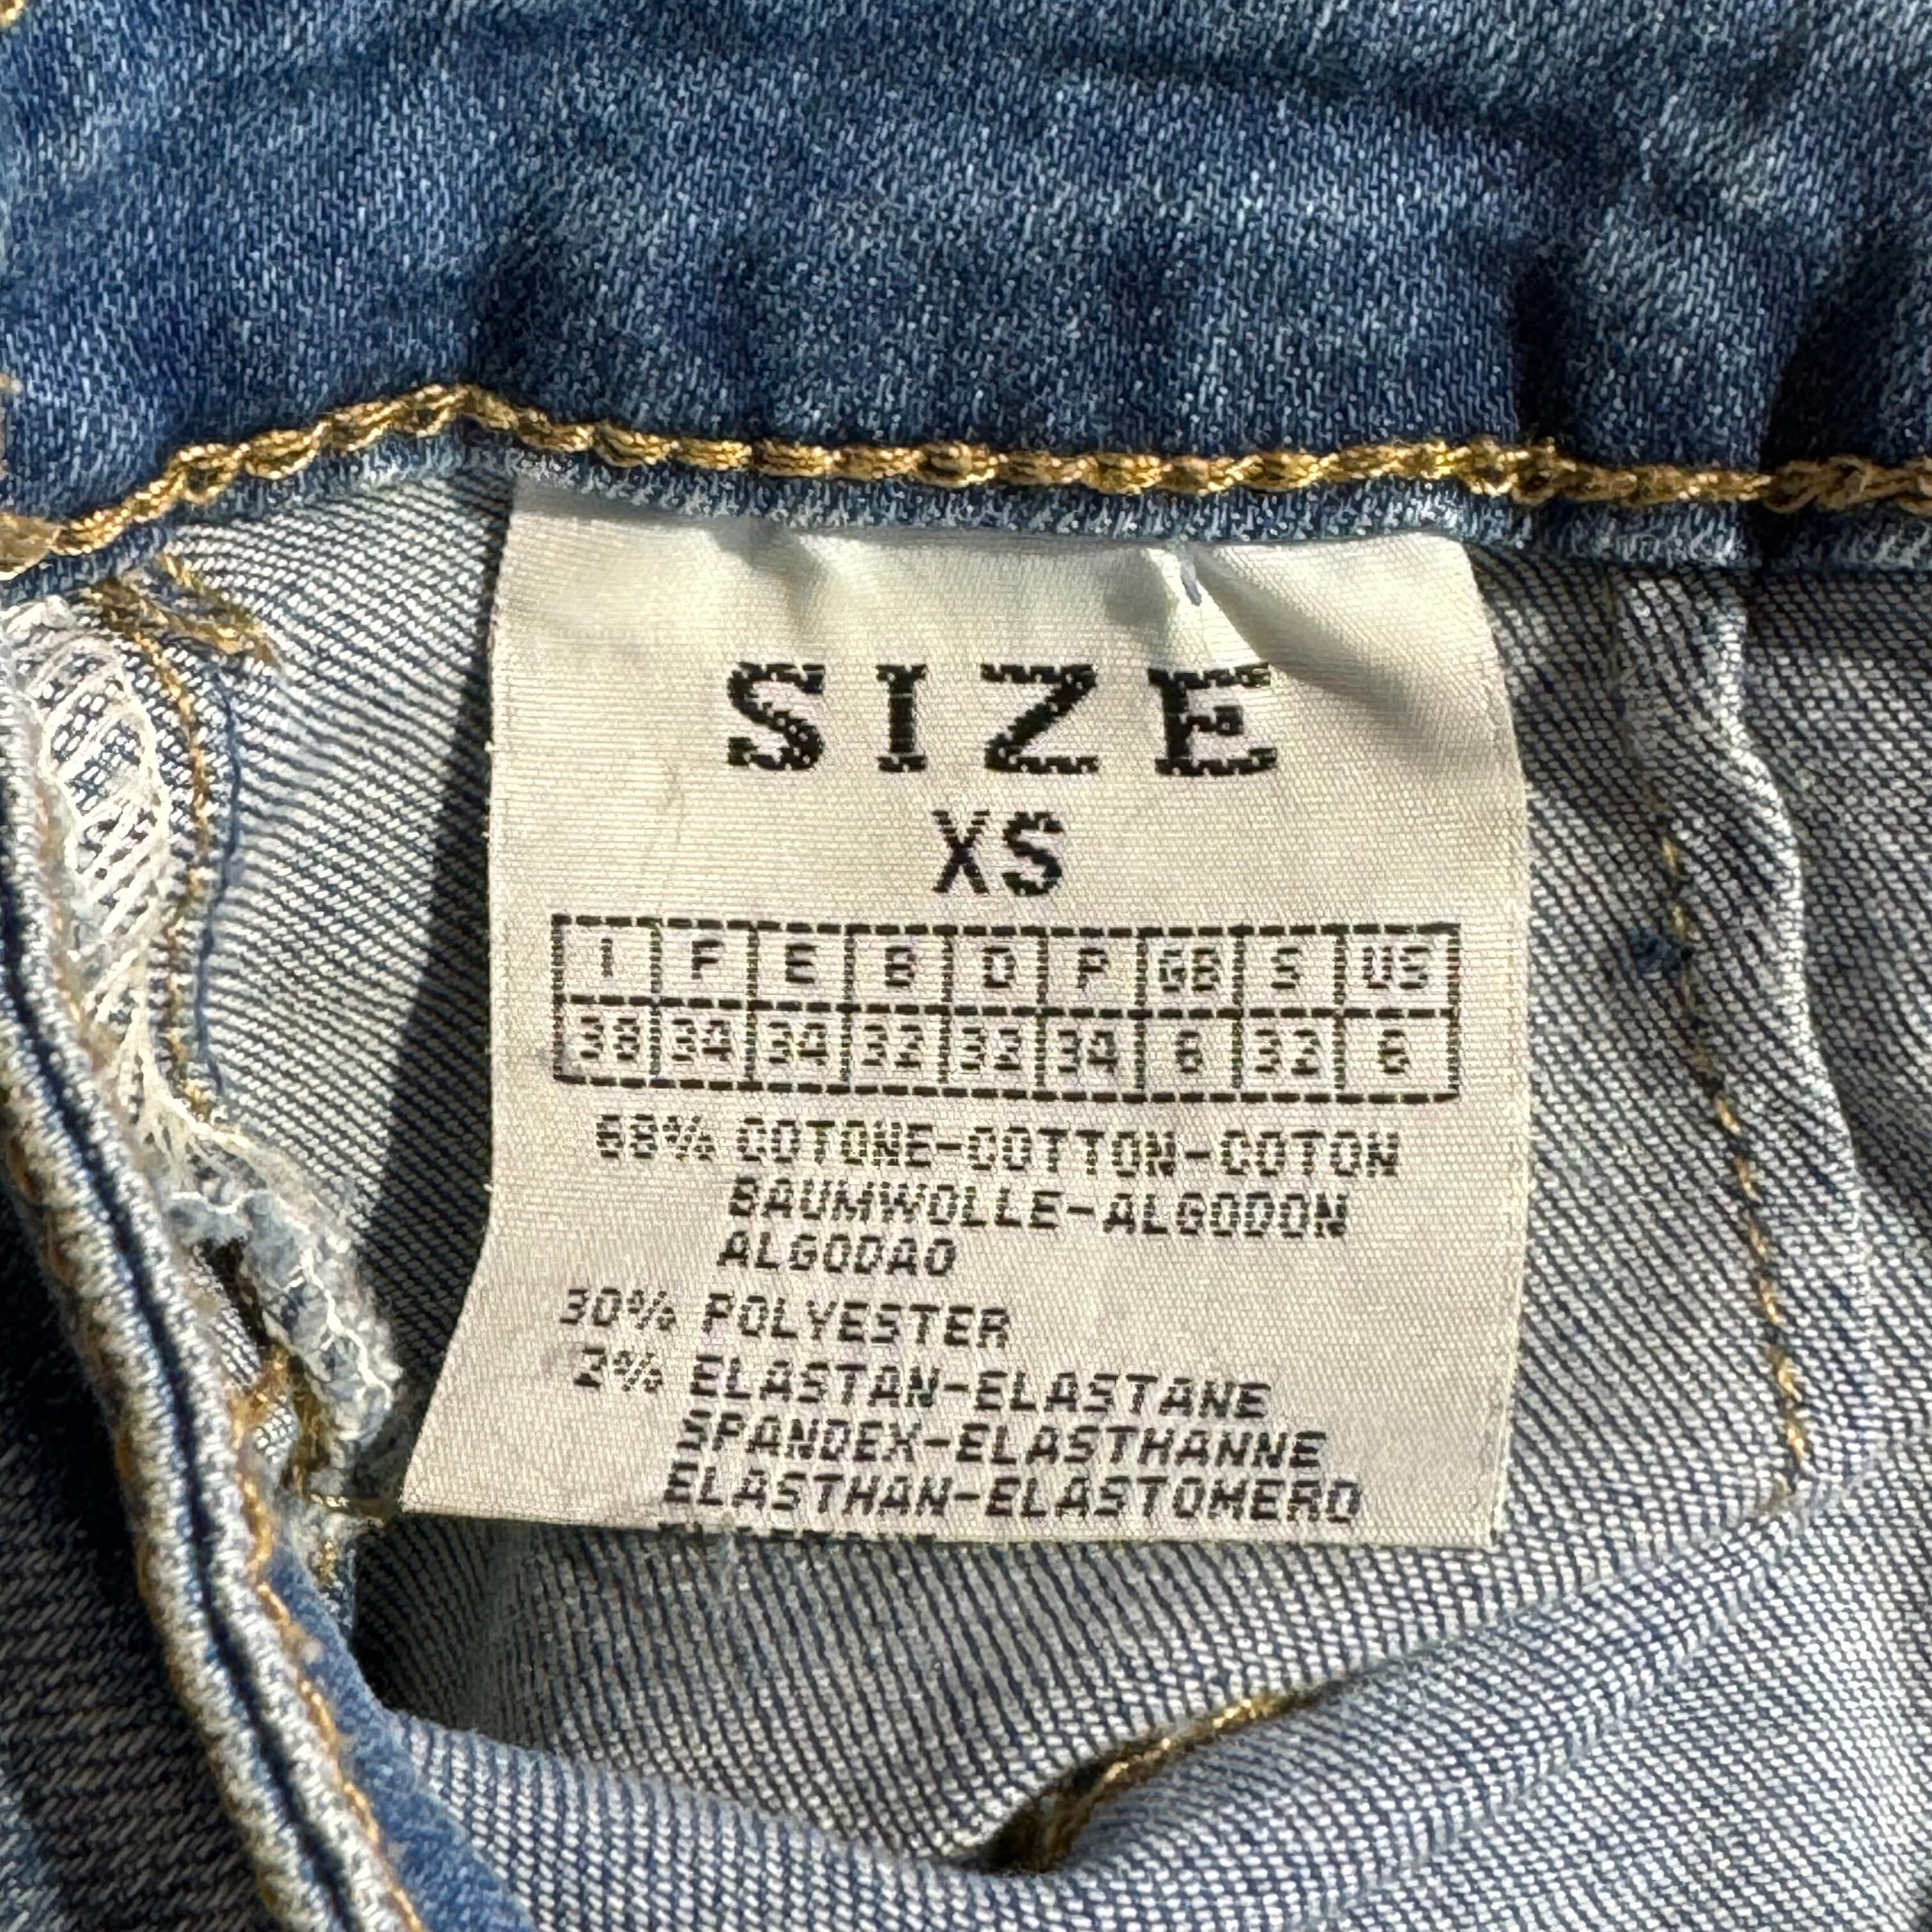 SIZE
XS
I F E B D P GB S US
38 34 34 32 32 34 6 32 6
68% COTONE-COTTON-COTON
BAUMWOLLE-ALGODON
ALGODAO
30% POLYESTER
2% ELASTAN-ELASTANE
SPANDEX-ELASTHANNE
ELASTHAN-ELASTOMERO